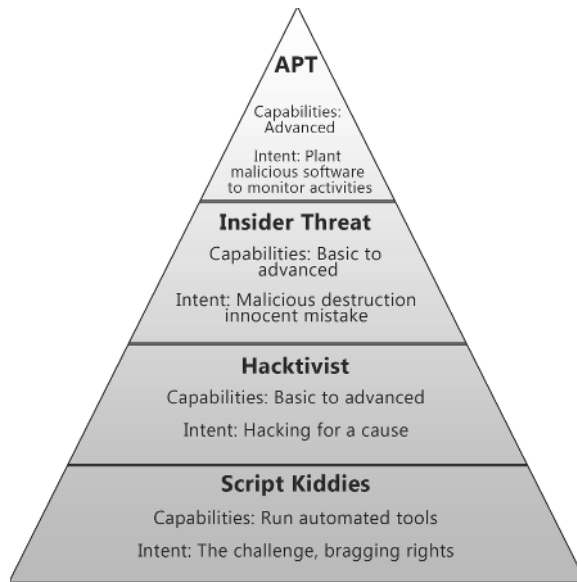 APT
Capabilities:
Advanced
Intent: Plant
malicious software
to monitor activities
Insider Threat
Capabilities: Basic to
advanced
Intent: Malicious destruction
innocent mistake
Hacktivist
Capabilities: Basic to advanced
Intent: Hacking for a cause
Script Kiddies
Capabilities: Run automated tools
Intent: The challenge, bragging rights